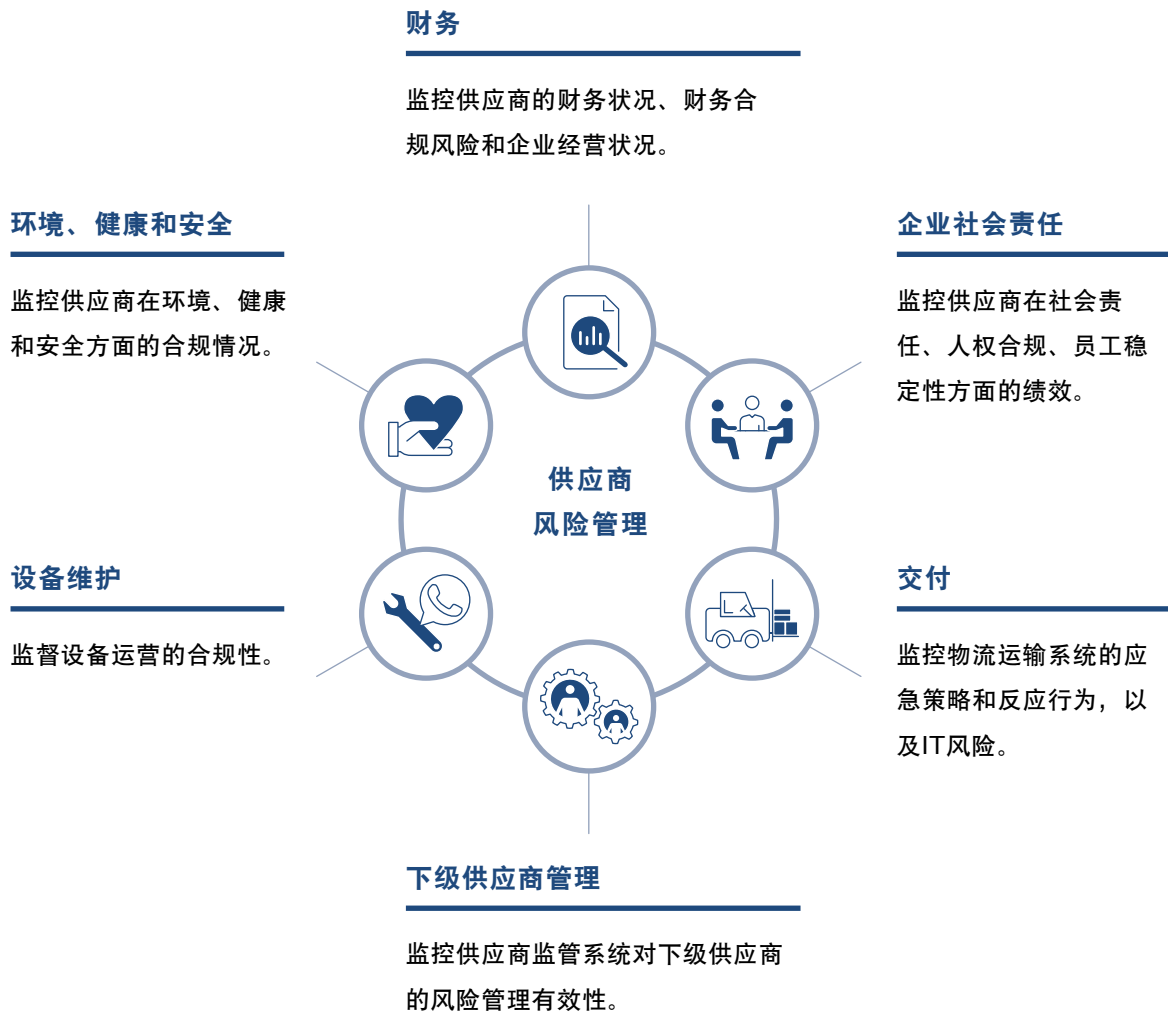 财务
监控供应商的财务状况、财务合
规风险和企业经营状况。
环境、健康和安全
监控供应商在环境、健康
和安全方面的合规情况。
企业社会责任
监控供应商在社会责
任、人权合规、员工稳
定性方面的绩效。
供应商
风险管理
设备维护
监督设备运营的合规性。
交付
监控物流运输系统的应
急策略和反应行为，以
及IT风险。
下级供应商管理
监控供应商监管系统对下级供应商
的风险管理有效性。